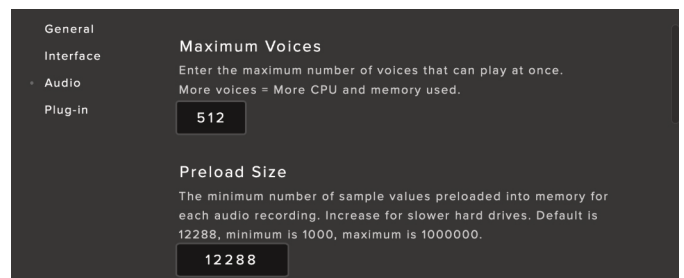 General
Interface
Audio
Plug-in
Maximum Voices
Enter the maximum number of voices that can play at once.
More voices = More CPU and memory used.
512
Preload Size
The minimum number of sample values preloaded into memory for
each audio recording. Increase for slower hard drives. Default is
12288, minimum is 1000, maximum is 1000000.
12288